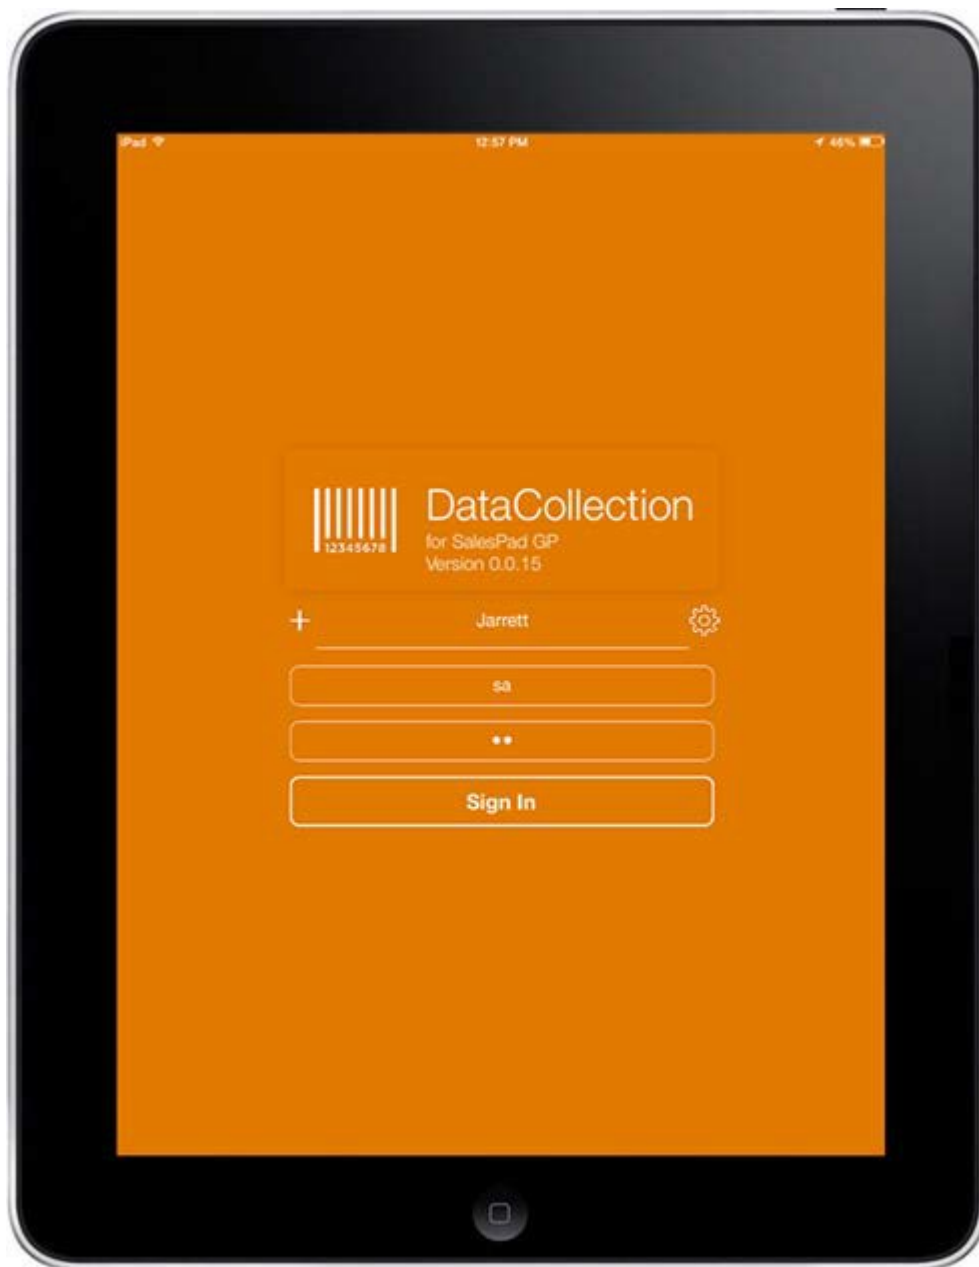 iPad 12:57 PM 46%
DataCollection
12345678
for SalesPad GP
Version 0.0.15
Jarrett
sa
••
Sign In